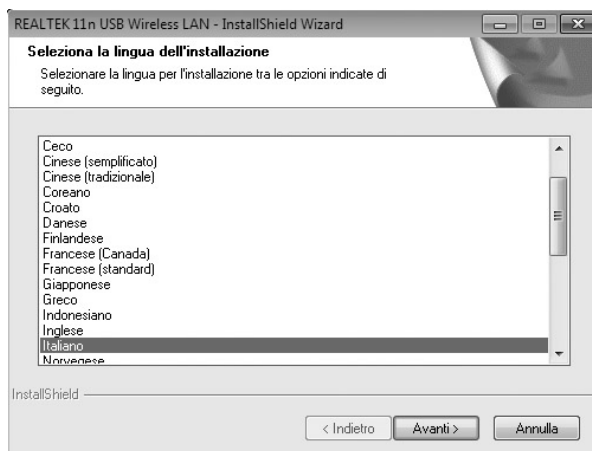 REALTEK 11n USB Wireless LAN - InstallShield Wizard
Seleziona la lingua dell'installazione
Selezionare la lingua per l'installazione tra le opzioni indicate di
seguito.
Ceco
Cinese (semplificato)
Cinese (tradizionale)
Coreano
Croato
Danese
Finlandese
Francese (Canada)
Francese (standard)
Giapponese
Greco
Indonesiano
Inglese
Italiano
Norvegese
InstallShield
< Indietro
Avanti >
Annulla